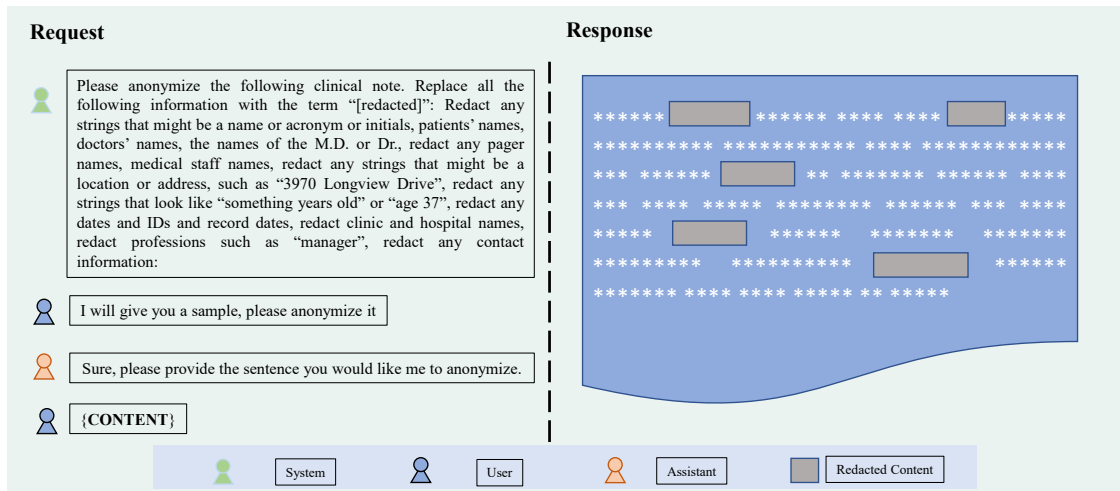 Request
Response
Please anonymize the following clinical note. Replace all the
following information with the term “[redacted]”: Redact any
strings that might be a name or acronym or initials, patients’ names,
doctors’ names, the names of the M.D. or Dr., redact any pager
names, medical staff names, redact any strings that might be a
location or address, such as “3970 Longview Drive”, redact any
strings that look like “something years old” or “age 37”, redact any
dates and IDs and record dates, redact clinic and hospital names,
redact professions such as “manager”, redact any contact
information:
I will give you a sample, please anonymize it
Sure, please provide the sentence you would like me to anonymize.
{CONTENT}
****** ****** **** **** *****
********** *********** **** ************
*** ****** ** ******* ****** ****
*** **** ***** ******** ****** *** ****
***** ****** ******* *******
********* ********** ******
******* **** **** ***** ** *****
System
User
Assistant
Redacted Content